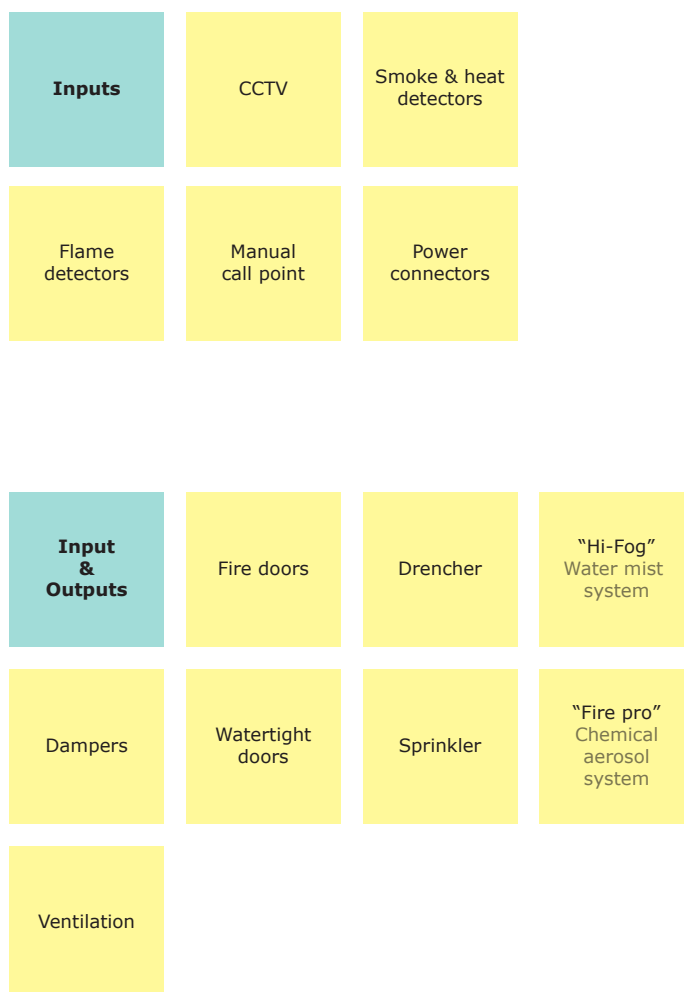 Inputs
CCTV
Smoke & heat
detectors
Flame
detectors
Manual
call point
Power
connectors
Input
&
Outputs
Fire doors
Drencher
“Hi-Fog”
Water mist
system
Dampers
Watertight
doors
Sprinkler
“Fire pro”
Chemical
aerosol
system
Ventilation